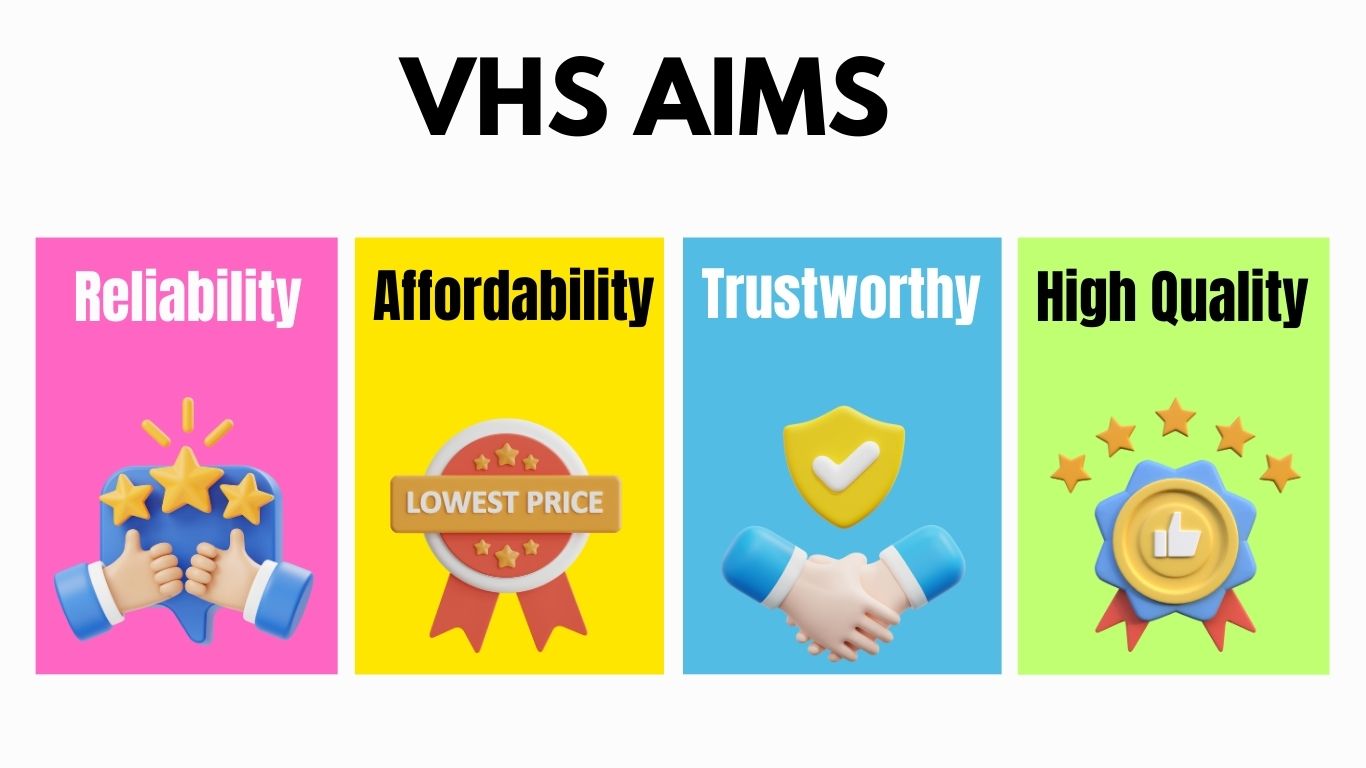 VHS AIMS
Reliability
Affordability
Trustworthy
High Quality
LOWEST PRICE